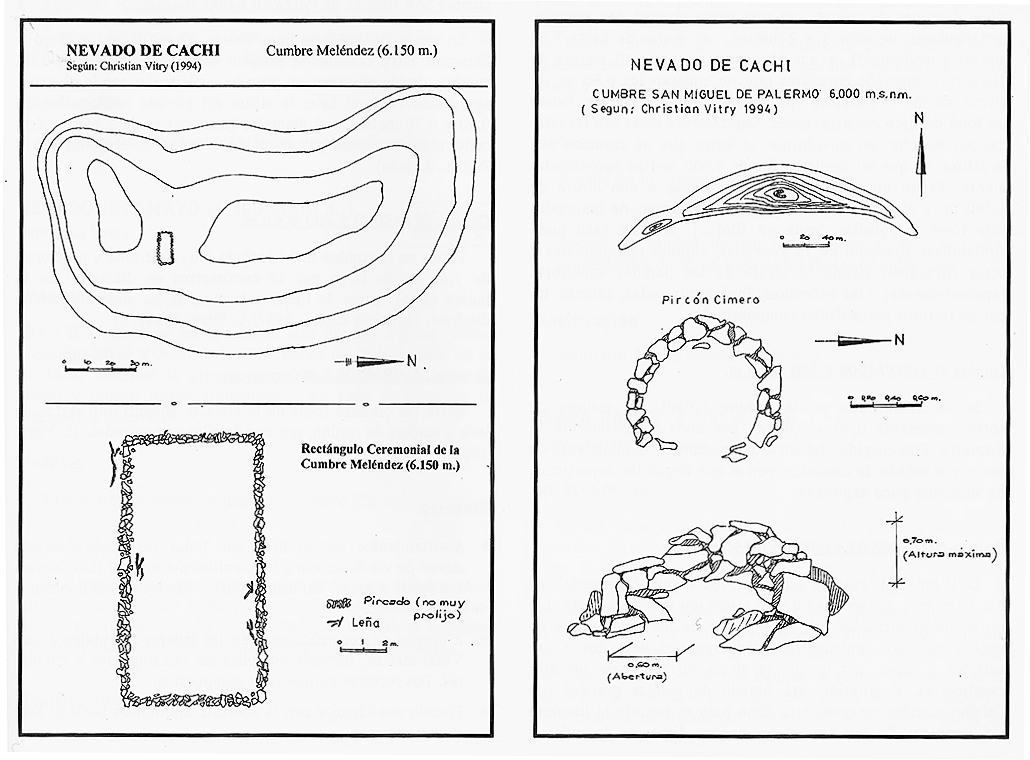 NEVADO DE CACHI Cumbre Meléndez (6.150 m.)
Según: Christian Vitry (1994)
0 10 20 30 m.
N
Rectángulo Ceremonial de la
Cumbre Meléndez (6.150 m.)
Pircado (no muy
prolijo)
Leña
0 1 2 m.
NEVADO DE CACHI
CUMBRE SAN MIGUEL DE PALERMO 6,000 m,s,n.m.
(Segun: Christian Vitry 1994)
N
0 20 40 m.
Pircón Cimero
N
0 0,20 0,40 0,60 m.
0,70 m.
(Altura máxima)
0,60 m.
(Abertura)